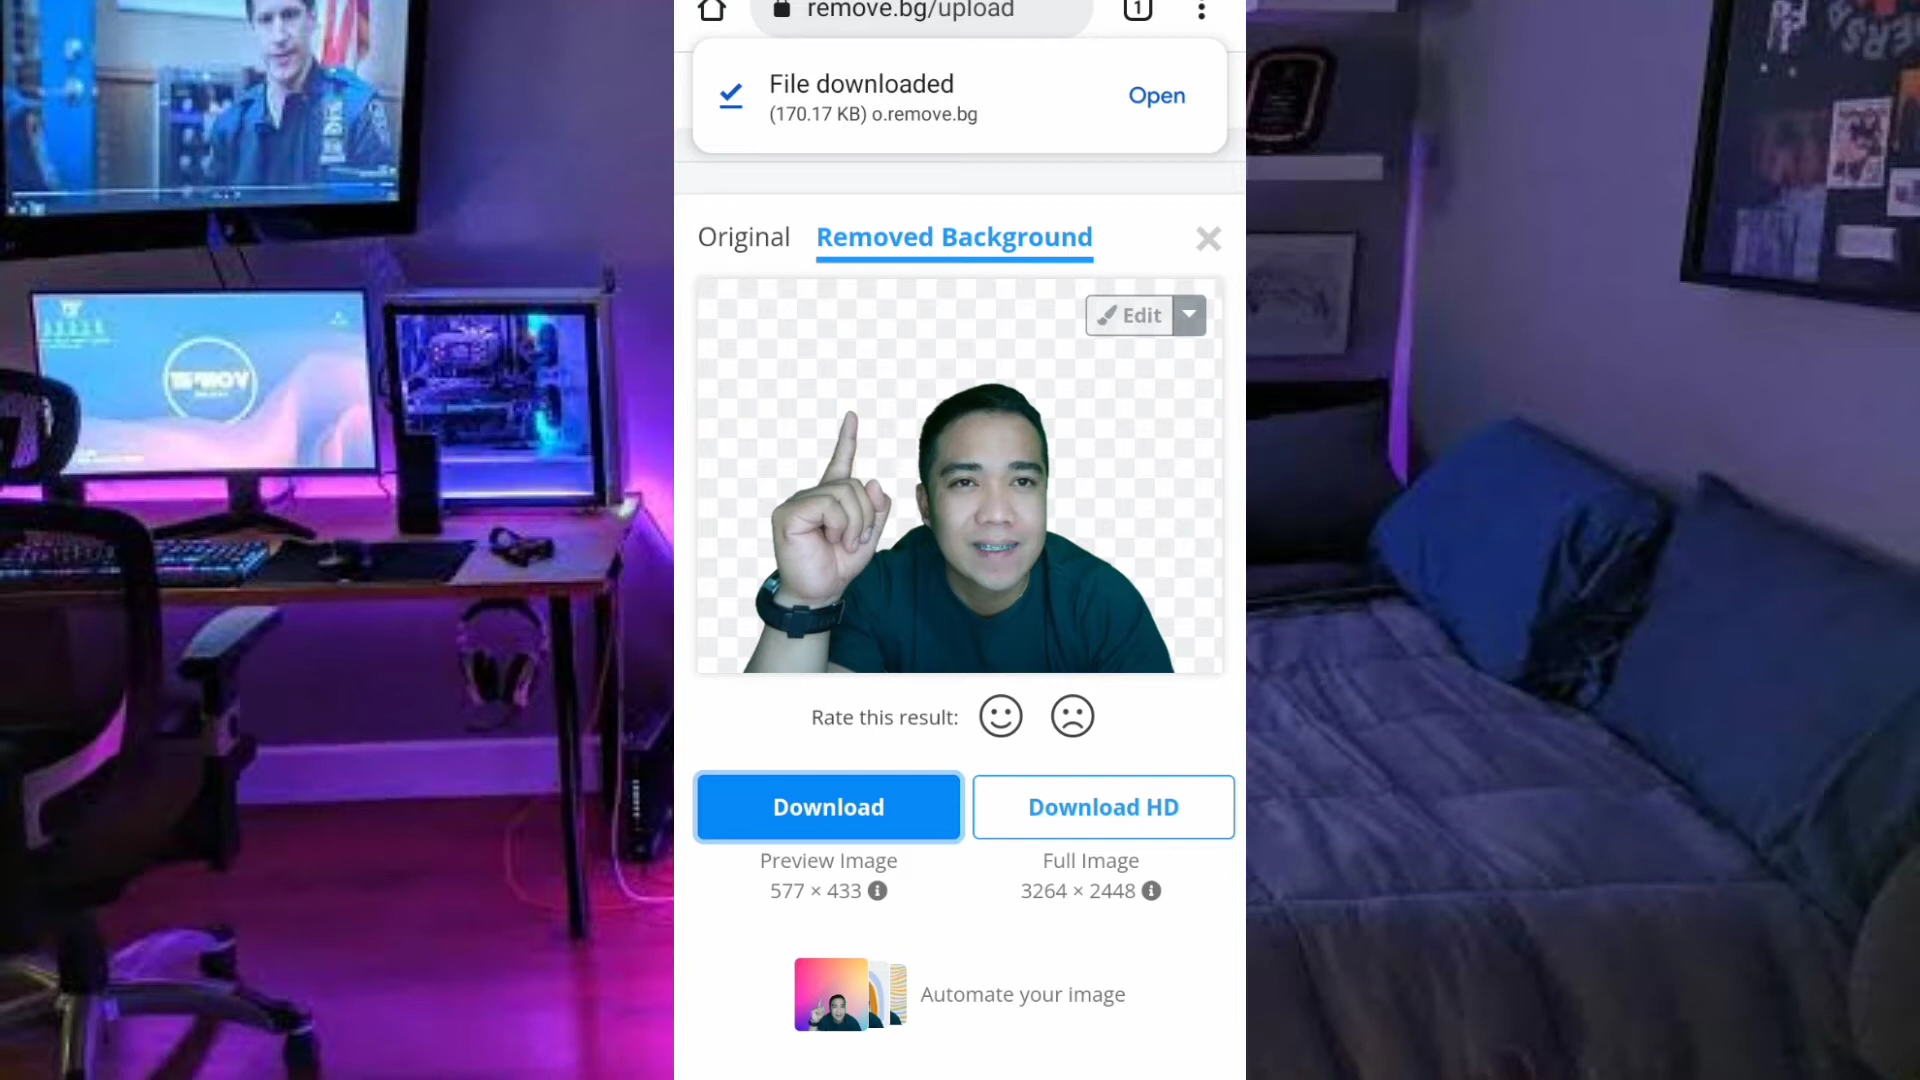 remove.bg/upload
1
File downloaded
(170.17 KB) o.remove.bg
Open
Original
Removed Background
Edit
Rate this result:
Download
Download HD
Preview Image
577 × 433
Full Image
3264 × 2448
Automate your image